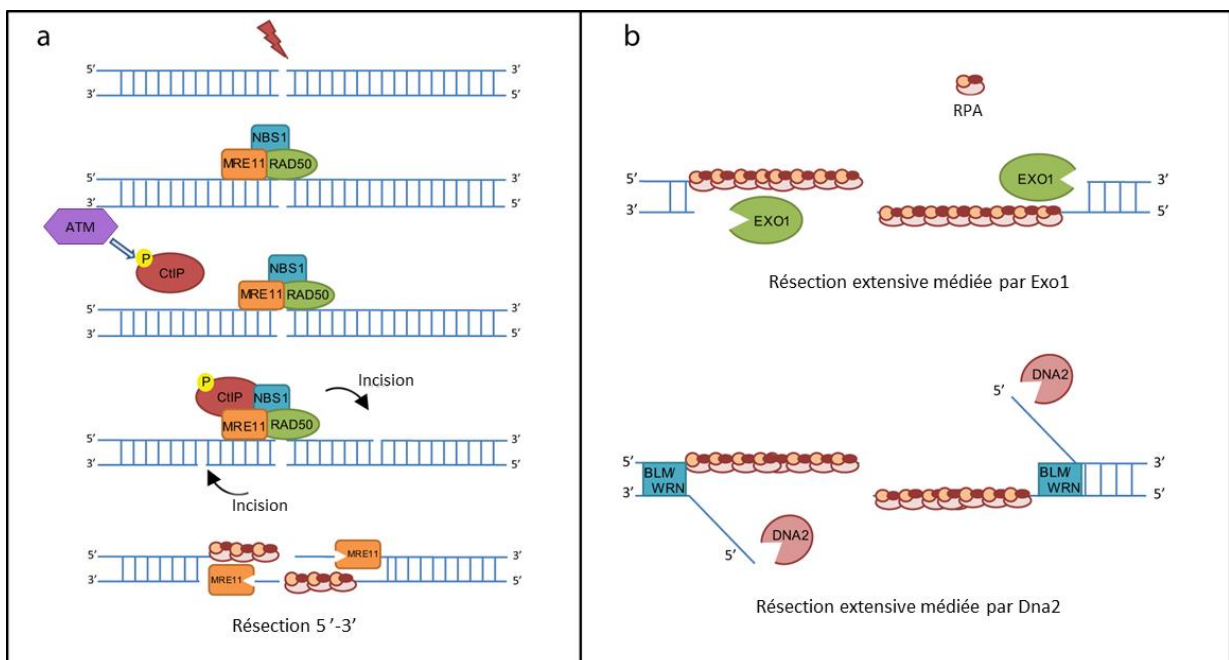 a
5’ 3’
3’ 5’
NBS1
MRE11 RAD50
5’ 3’
3’ 5’
ATM
P
CtIP
NBS1
MRE11 RAD50
5’ 3’
3’ 5’
P
CtIP NBS1
MRE11 RAD50
Incision
5’ 3’
3’ 5’
Incision
5’ MRE11 3’
3’ MRE11 5’
Résection 5’-3’
b
RPA
5’ EXO1 3’
3’ EXO1 5’
Résection extensive médiée par Exo1
DNA2
5’
5’ BLM/ WRN BLM/ WRN 3’
3’ 5’
5’ DNA2
Résection extensive médiée par Dna2